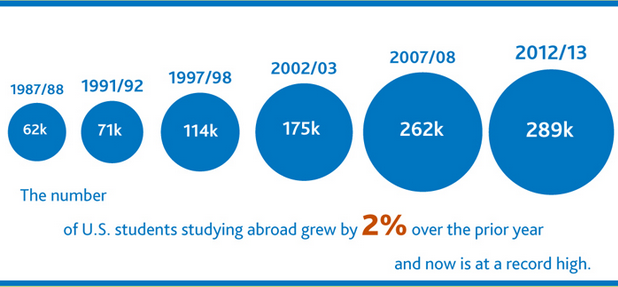 1987/88 1991/92 1997/98 2002/03 2007/08 2012/13
62k 71k 114k 175k 262k 289k
The number
of U.S. students studying abroad grew by 2% over the prior year
and now is at a record high.